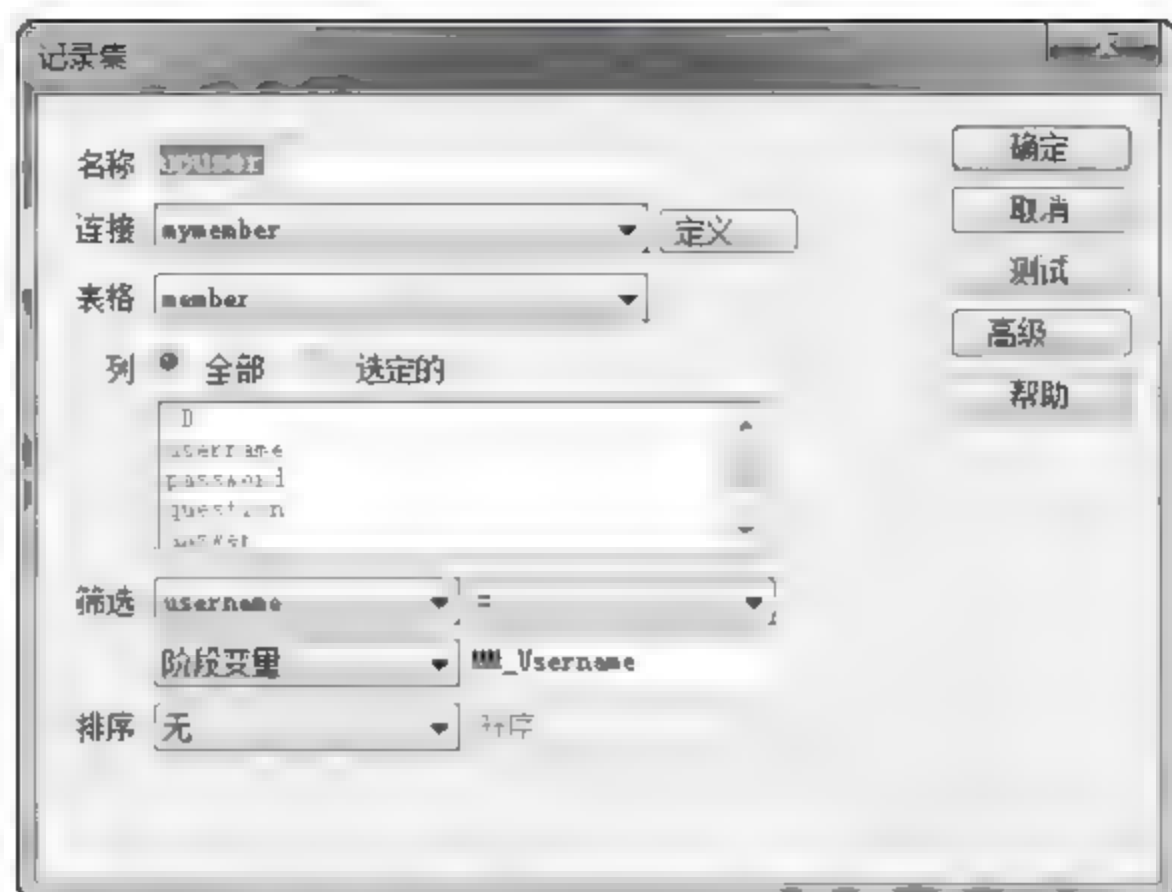 记录集
名称
连接 mymember 定义
表格 member
列 全部 选定的
username
password
筛选 username =
阶段变量 _Username
排序 无
确定
取消
测试
高级
帮助